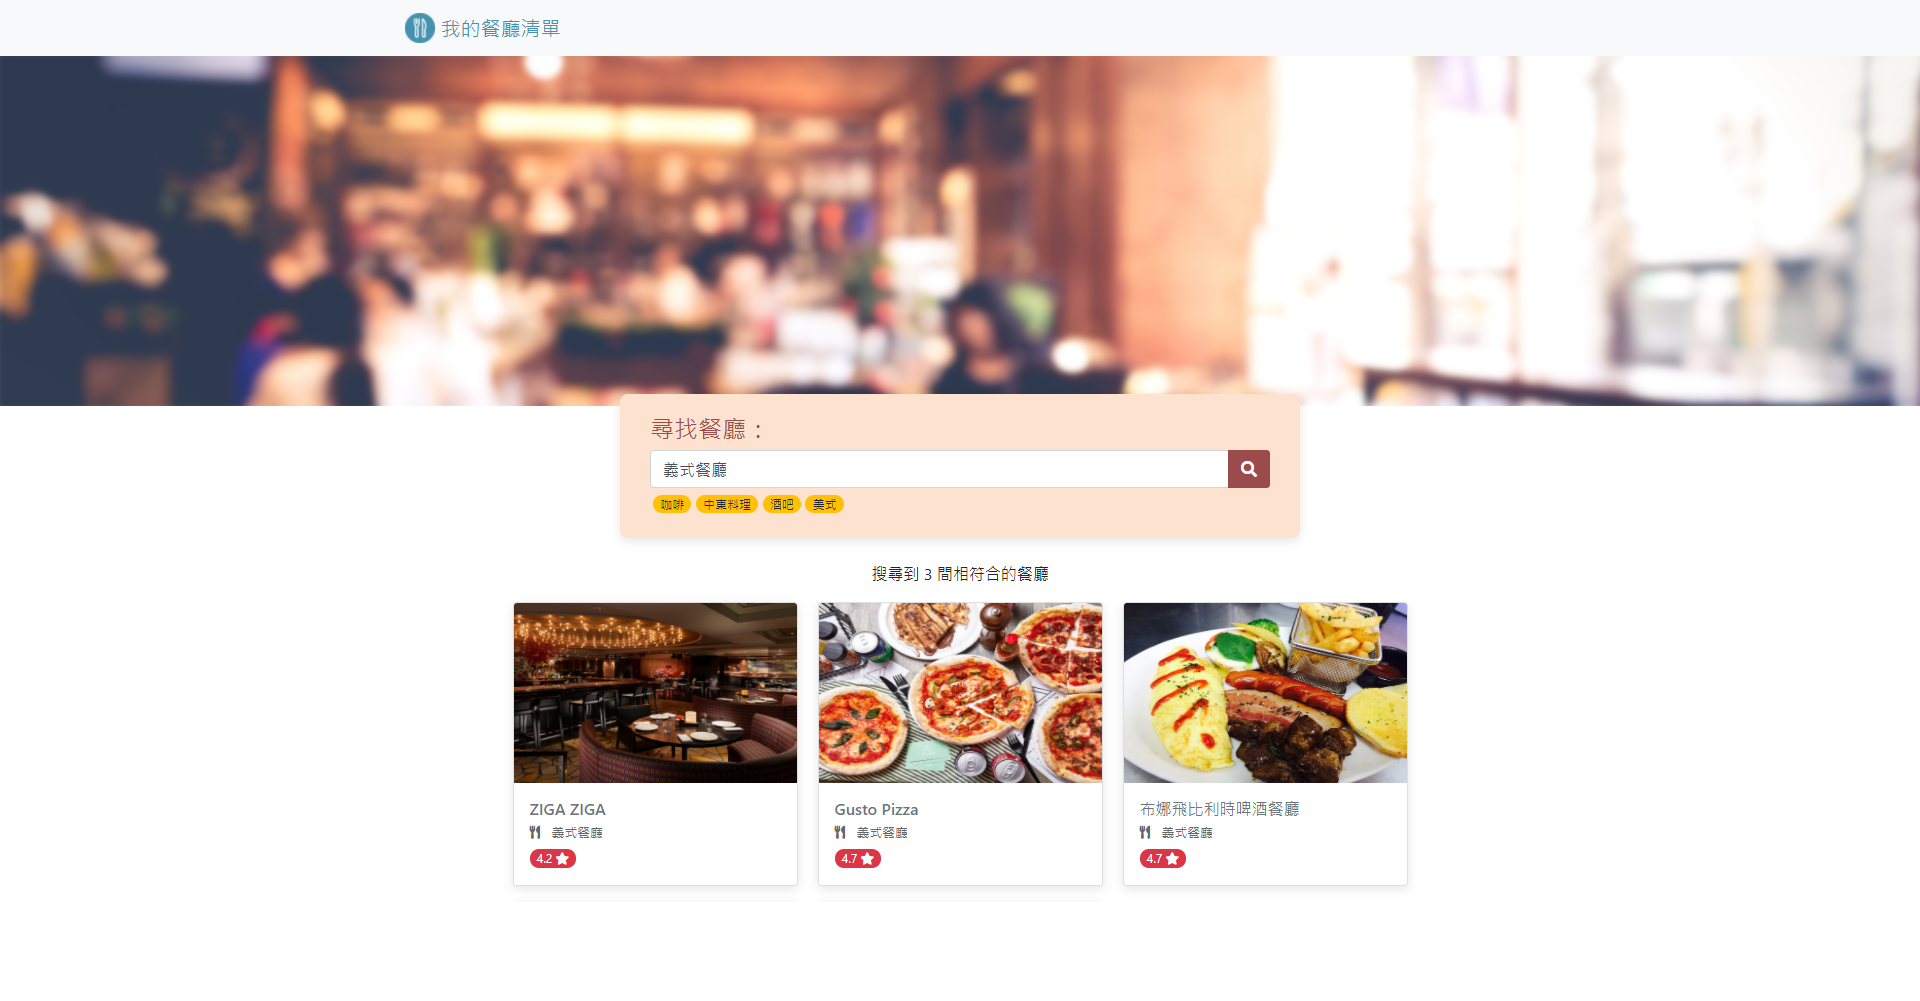 我的餐廳清單
尋找餐廳：
義式餐廳
咖啡 中東料理 酒吧 美式
搜尋到 3 間相符合的餐廳
ZIGA ZIGA
義式餐廳
4.2
Gusto Pizza
義式餐廳
4.7
布娜飛比利時啤酒餐廳
義式餐廳
4.7